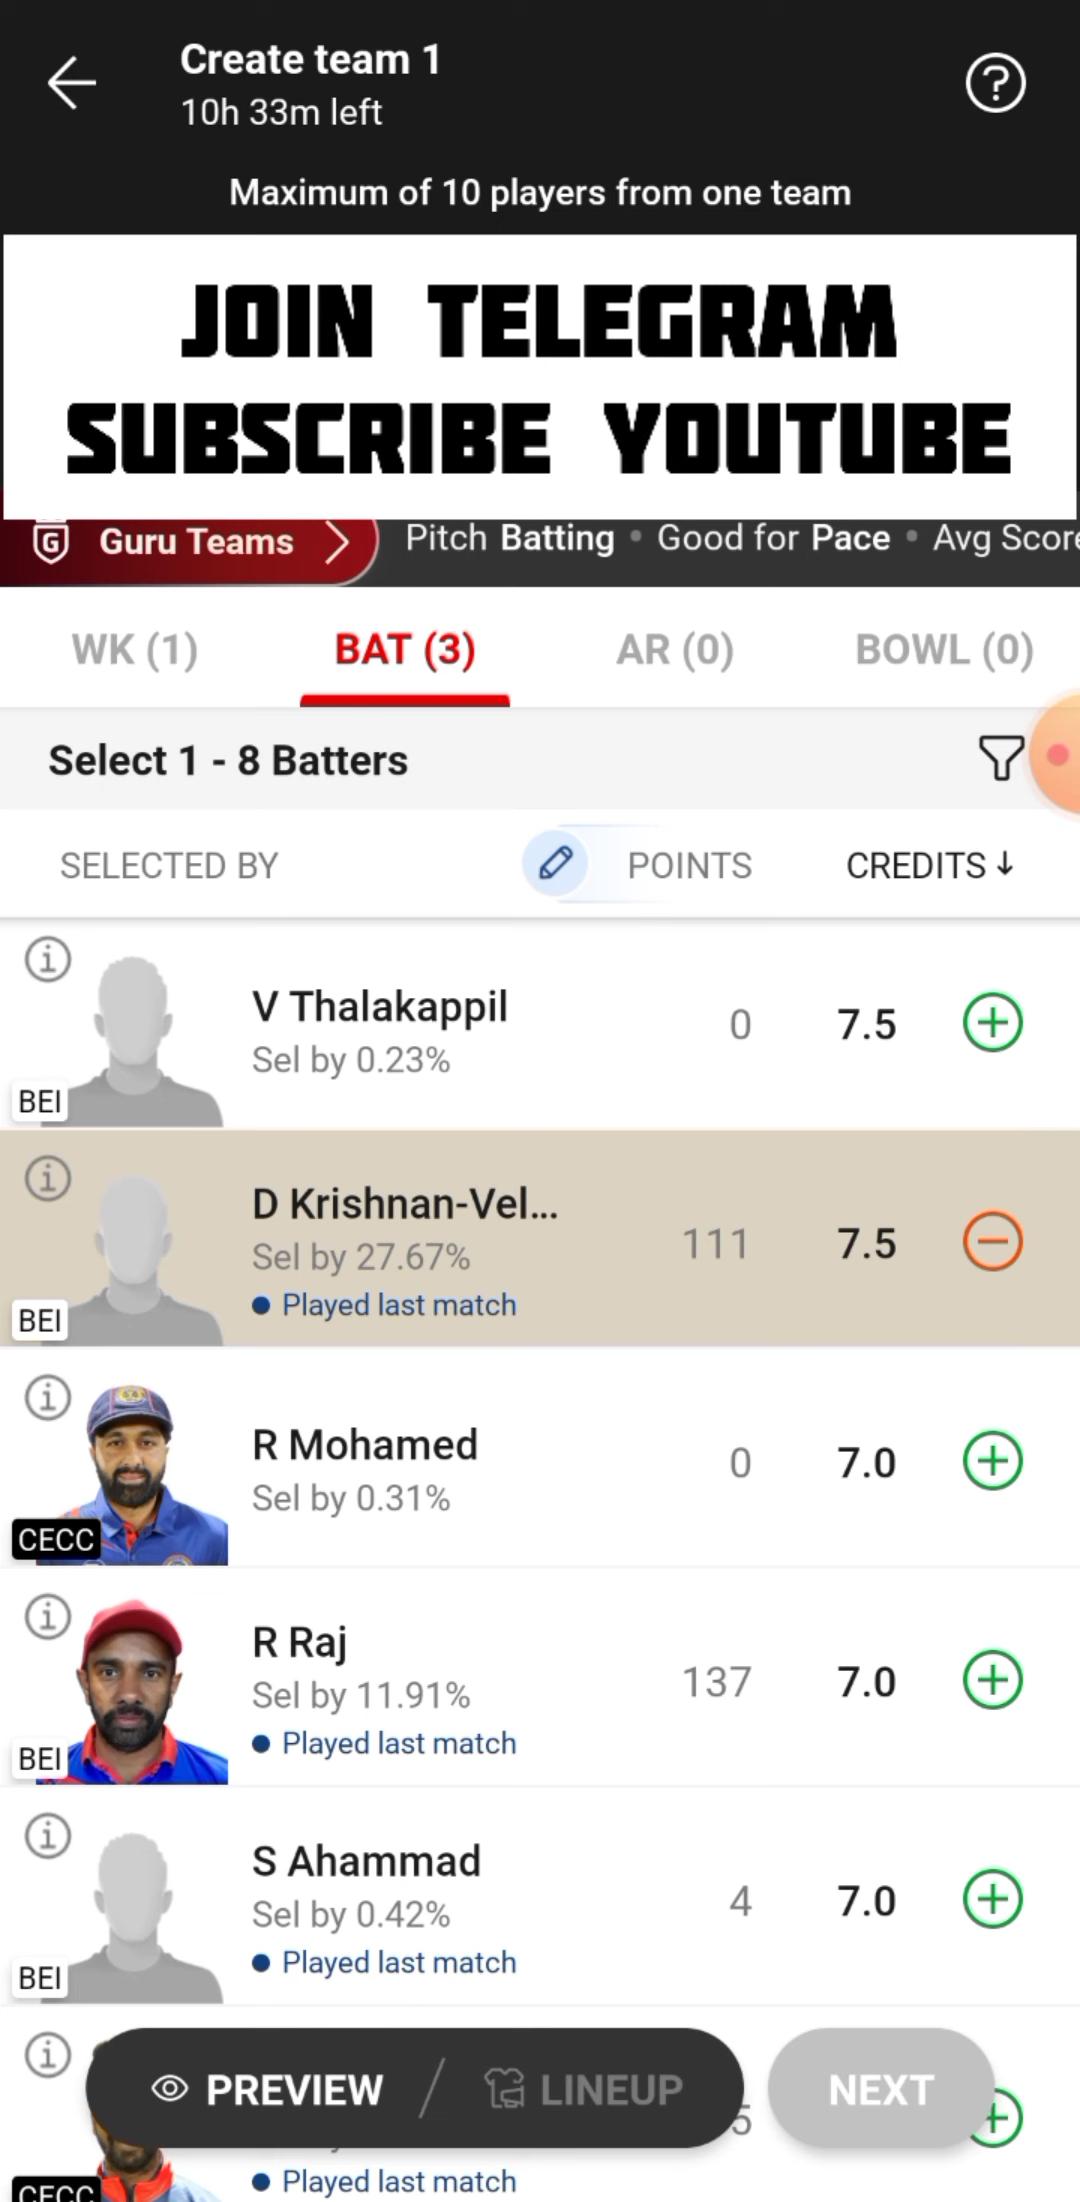 Create team 1
10h 33m left
Maximum of 10 players from one team
JOIN TELEGRAM
SUBSCRIBE YOUTUBE
G Guru Teams Pitch Batting • Good for Pace • Avg Score
WK (1) BAT (3) AR (0) BOWL (0)
Select 1 - 8 Batters
SELECTED BY POINTS CREDITS ↓
V Thalakappil
Sel by 0.23%
0 7.5
BEI
D Krishnan-Vel...
Sel by 27.67%
111 7.5
• Played last match
BEI
R Mohamed
Sel by 0.31%
0 7.0
CECC
R Raj
Sel by 11.91%
137 7.0
• Played last match
BEI
S Ahammad
Sel by 0.42%
4 7.0
• Played last match
BEI
PREVIEW / LINEUP NEXT
5
• Played last match
CECC